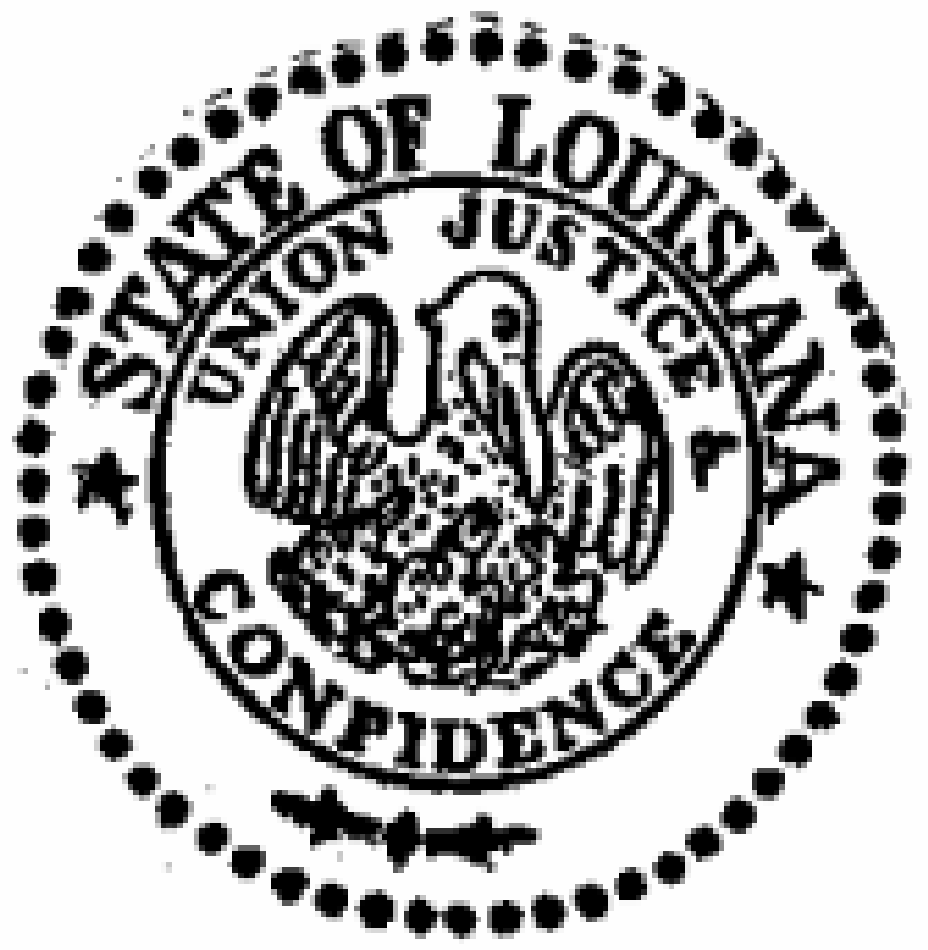 STATE OF LOUISIANA
UNION JUSTICE &
CONFIDENCE